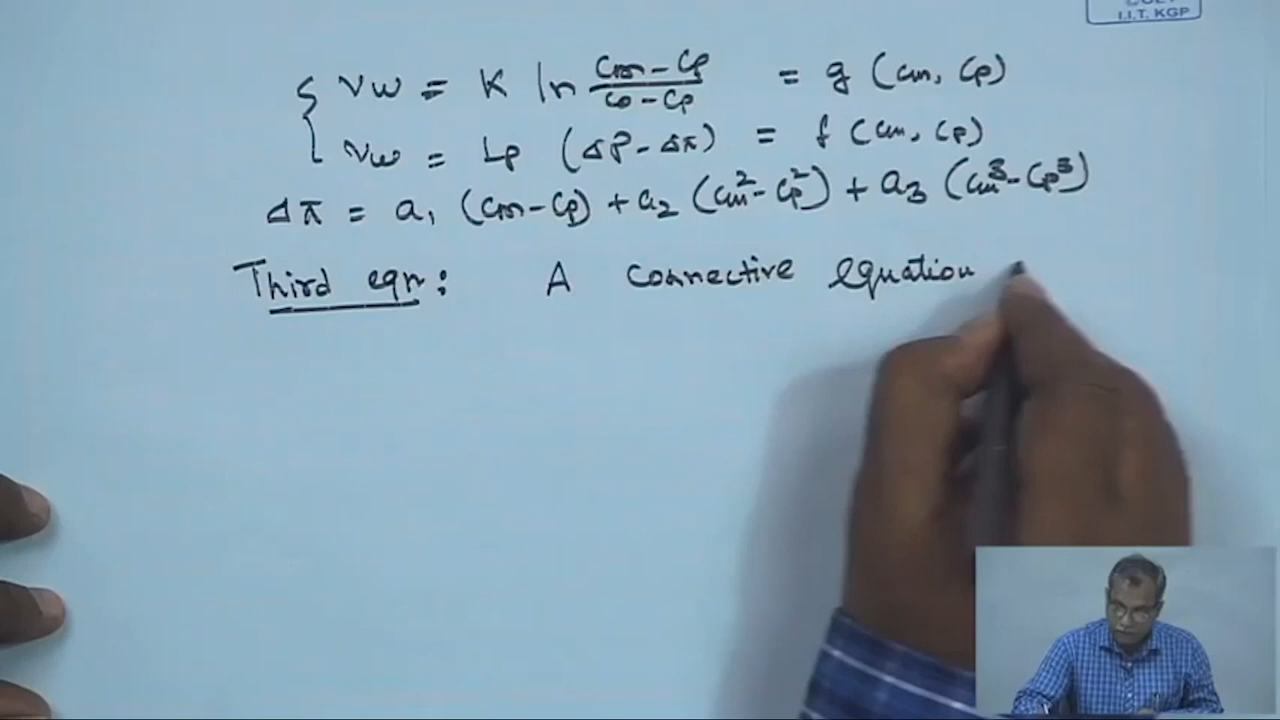 I.I.T. KGP
vw = K ln (cm - cp)/(co - cp) = g (cm, cp)
vw = Lp (ΔP - Δπ) = f (cm, cp)
Δπ = a1 (cm - cp) + a2 (cm² - cp²) + a3 (cm³ - cp³)
Third eqn: A connective equation